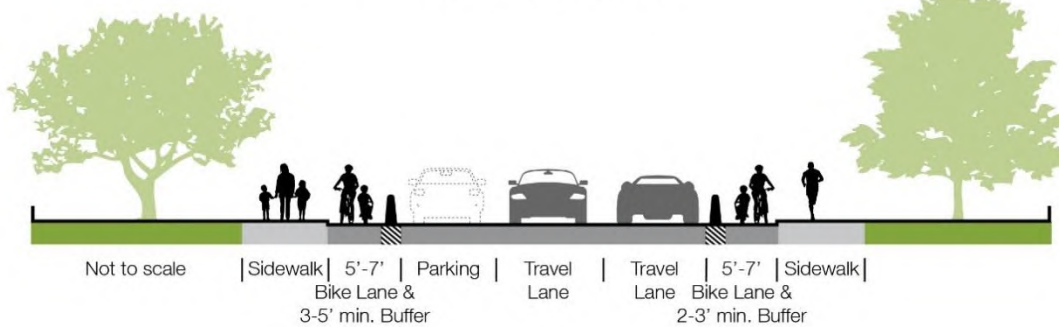 Not to scale | Sidewalk | 5'-7' | Parking | Travel | Travel | 5'-7' | Sidewalk |
Bike Lane & Lane Lane Bike Lane &
3-5' min. Buffer 2-3' min. Buffer